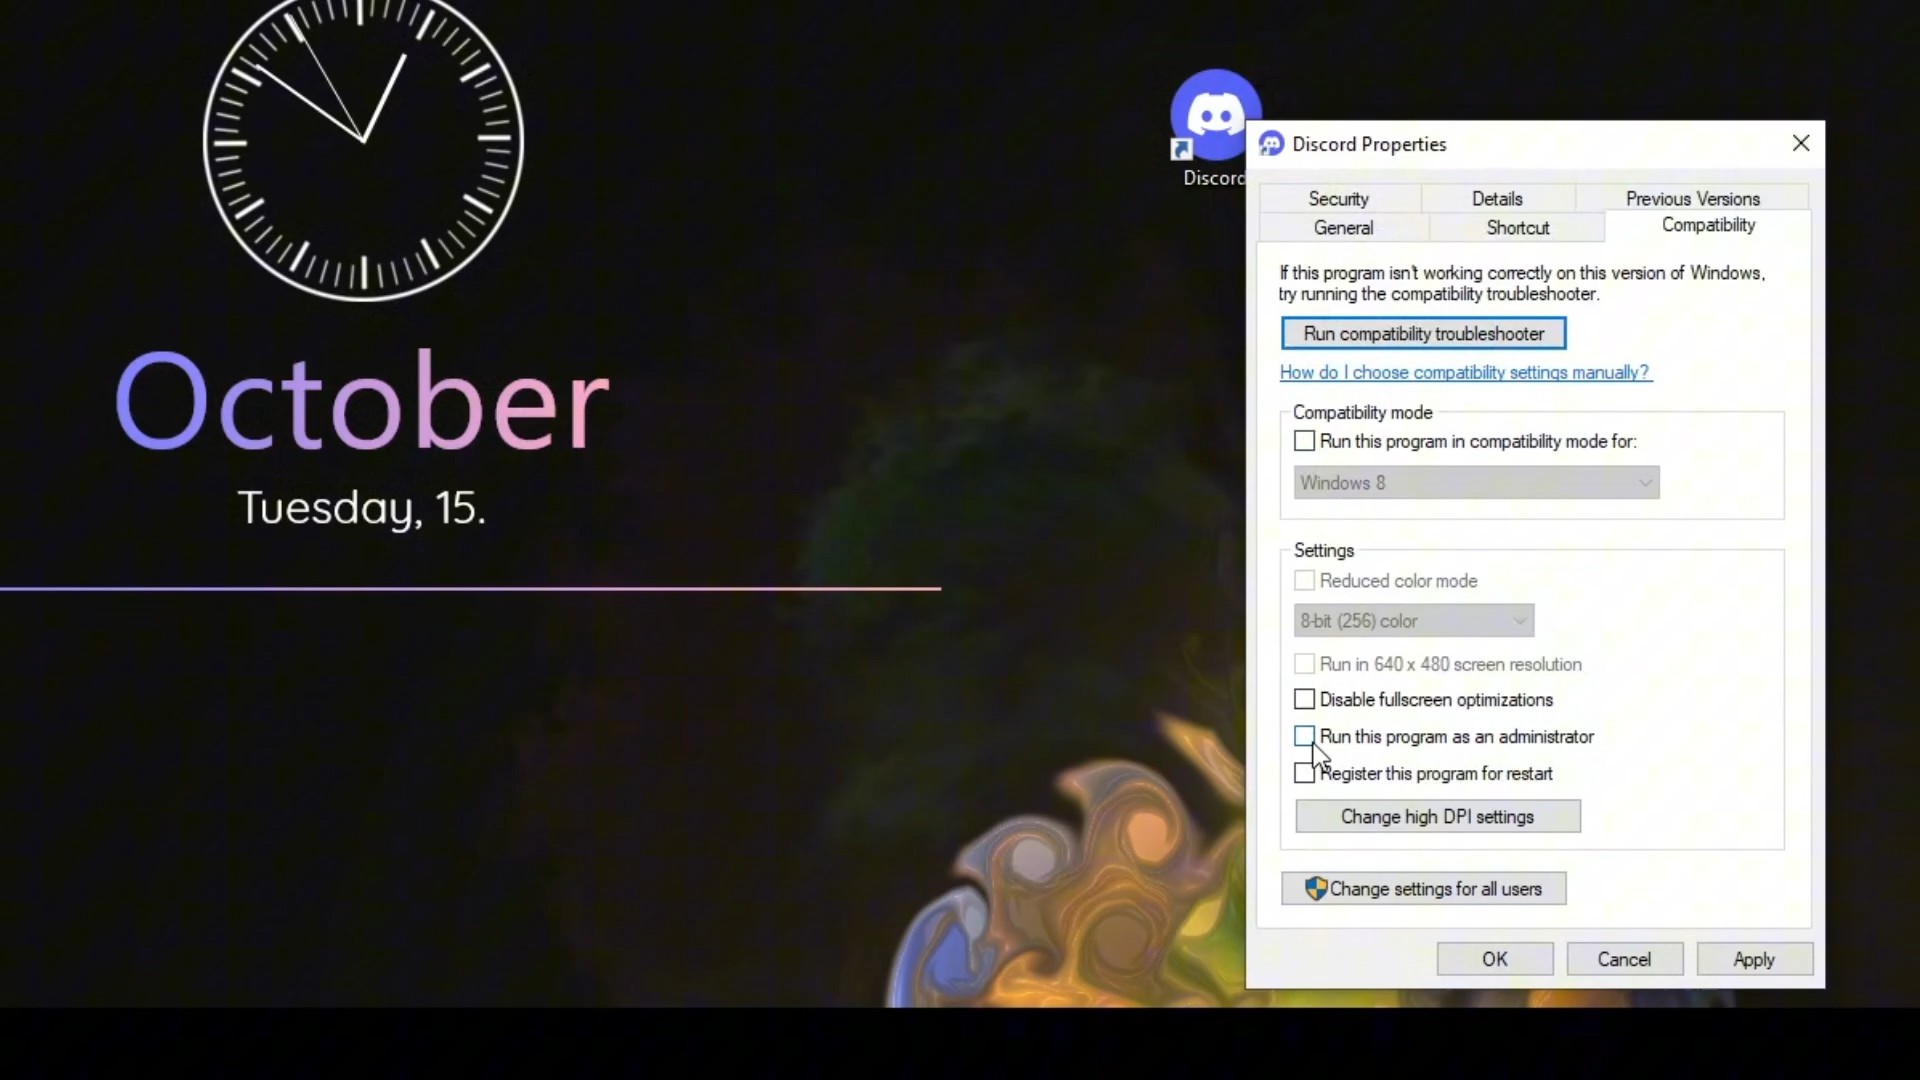 October
Tuesday, 15.
Discord
Discord Properties
Security
Details
Previous Versions
General
Shortcut
Compatibility
If this program isn't working correctly on this version of Windows,
try running the compatibility troubleshooter.
Run compatibility troubleshooter
How do I choose compatibility settings manually?
Compatibility mode
Run this program in compatibility mode for:
Windows 8
Settings
Reduced color mode
8-bit (256) color
Run in 640 x 480 screen resolution
Disable fullscreen optimizations
Run this program as an administrator
Register this program for restart
Change high DPI settings
Change settings for all users
OK
Cancel
Apply